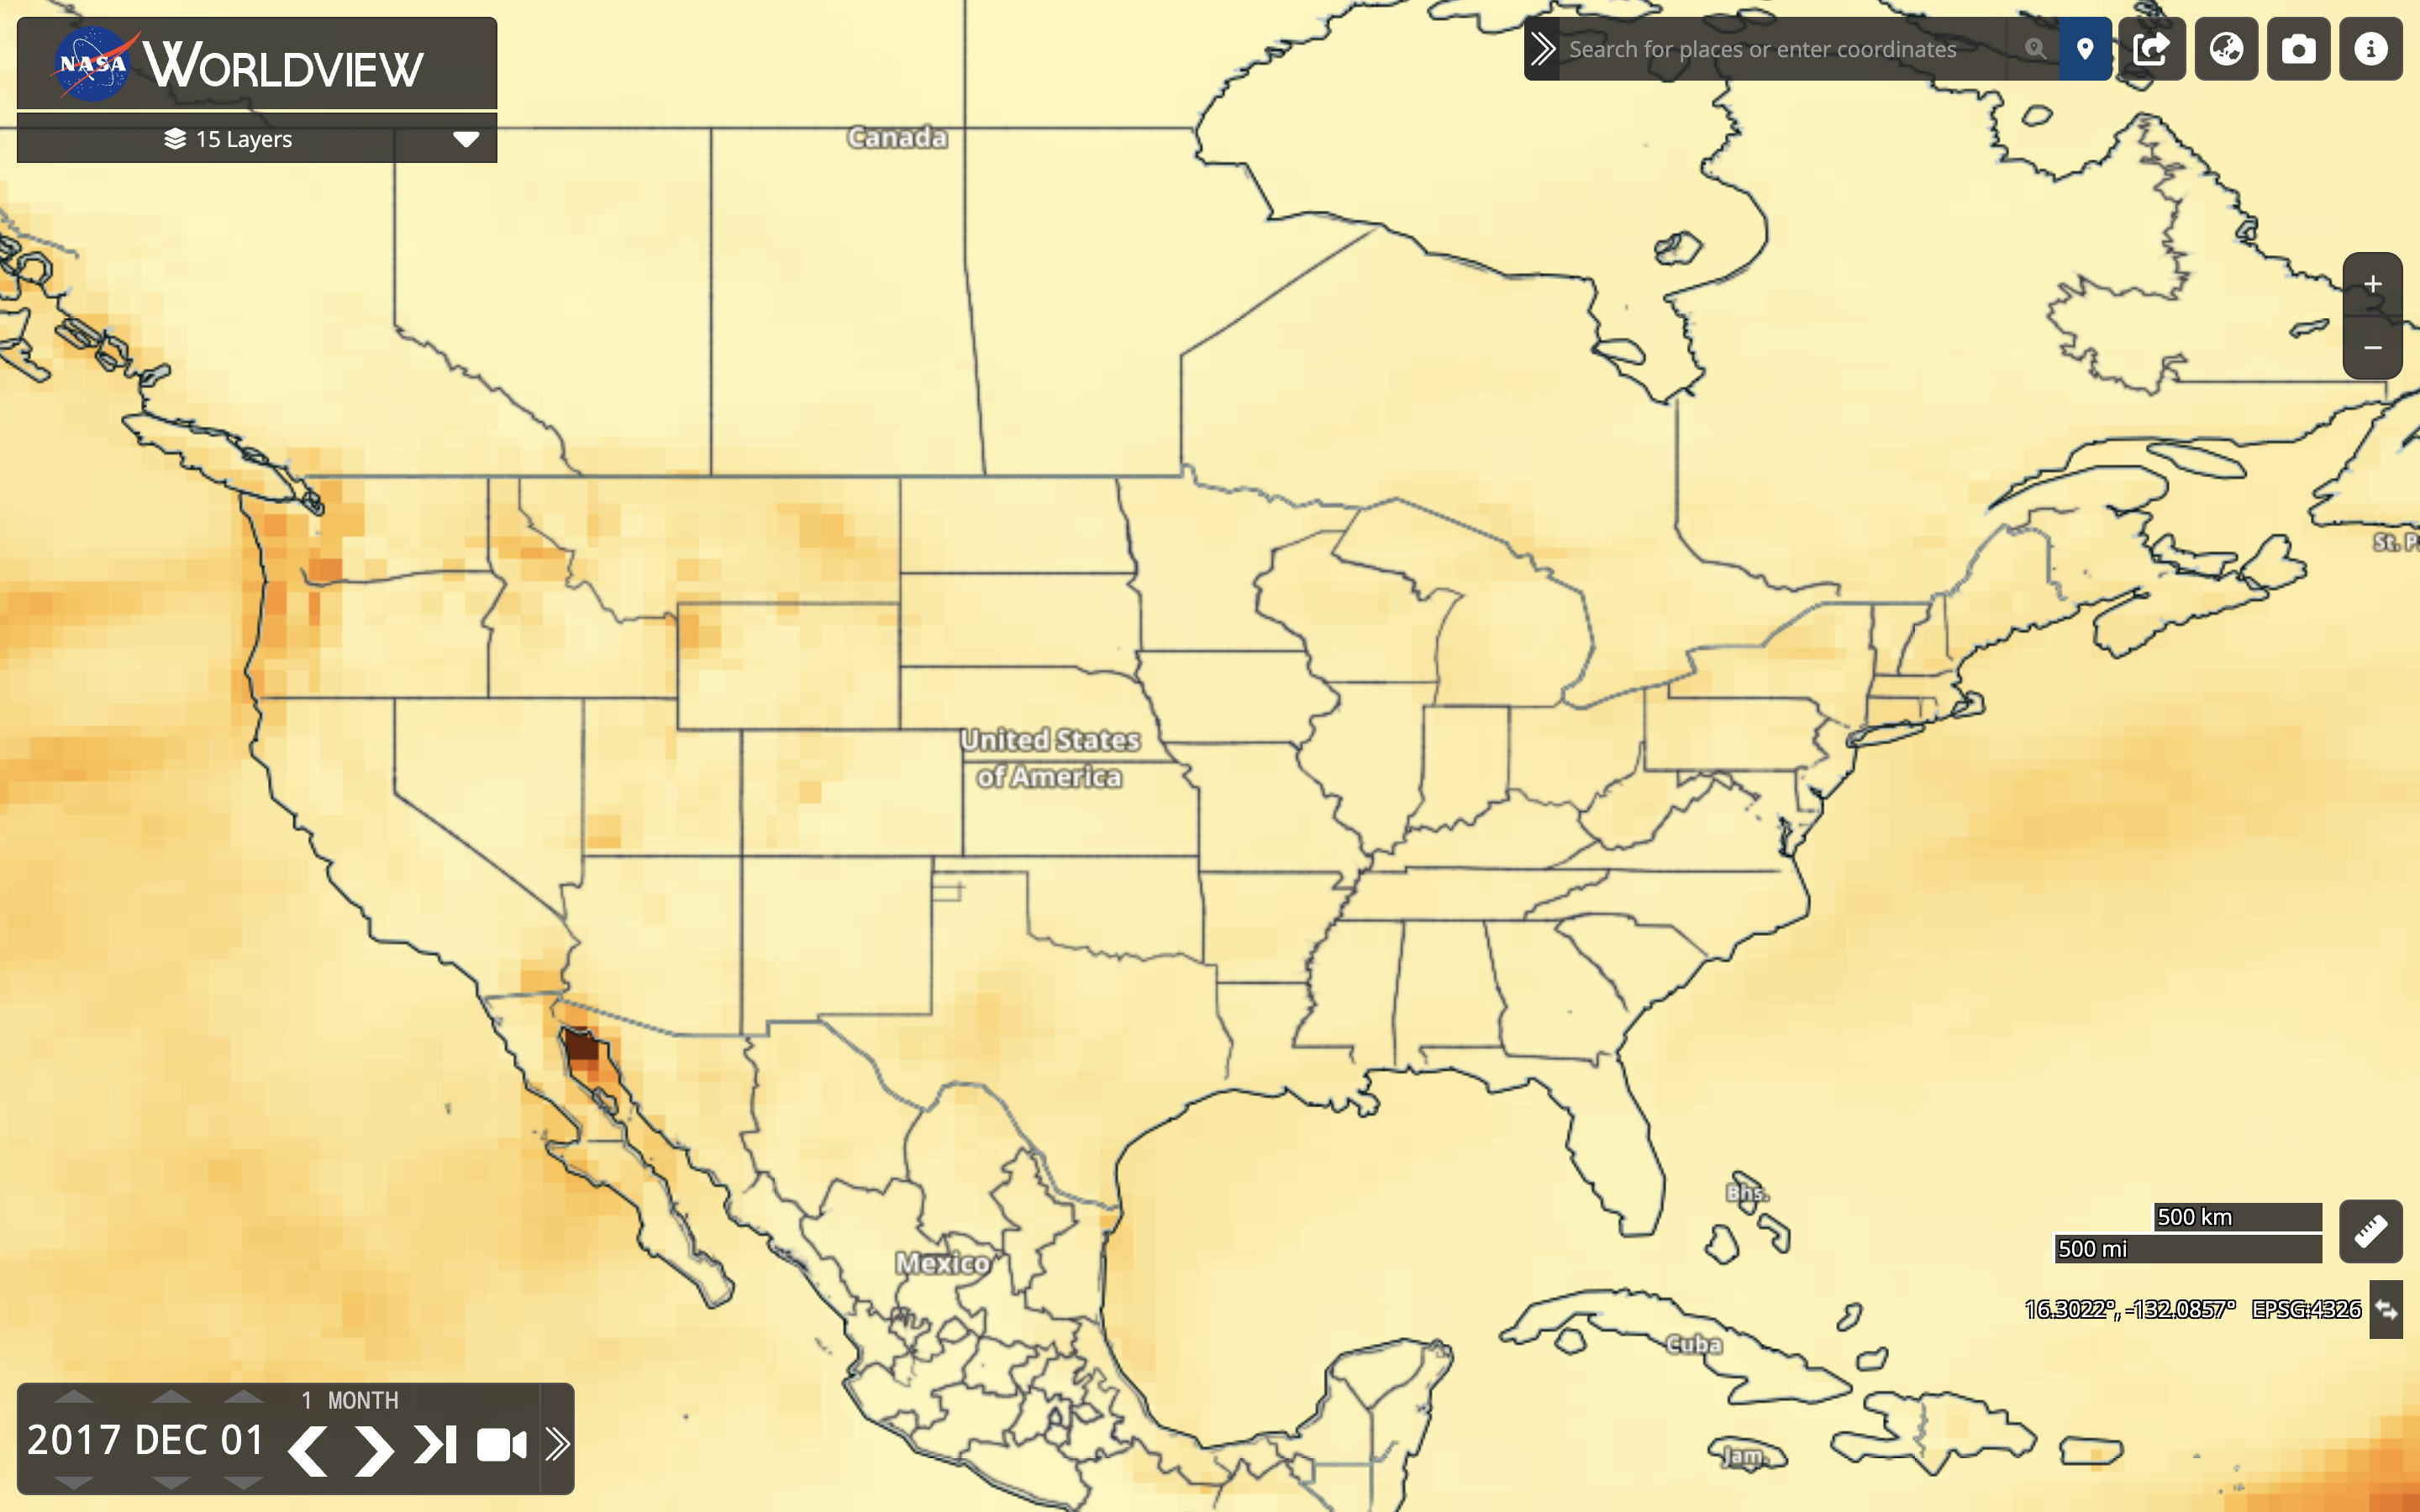 NASA WORLDVIEW
15 Layers
Search for places or enter coordinates
Canada
St. P
United States
of America
Bhs.
500 km
500 mi
Mexico
16.3022°, -132.0857° EPSG:4326
Cuba
Jam.
1 MONTH
2017 DEC 01